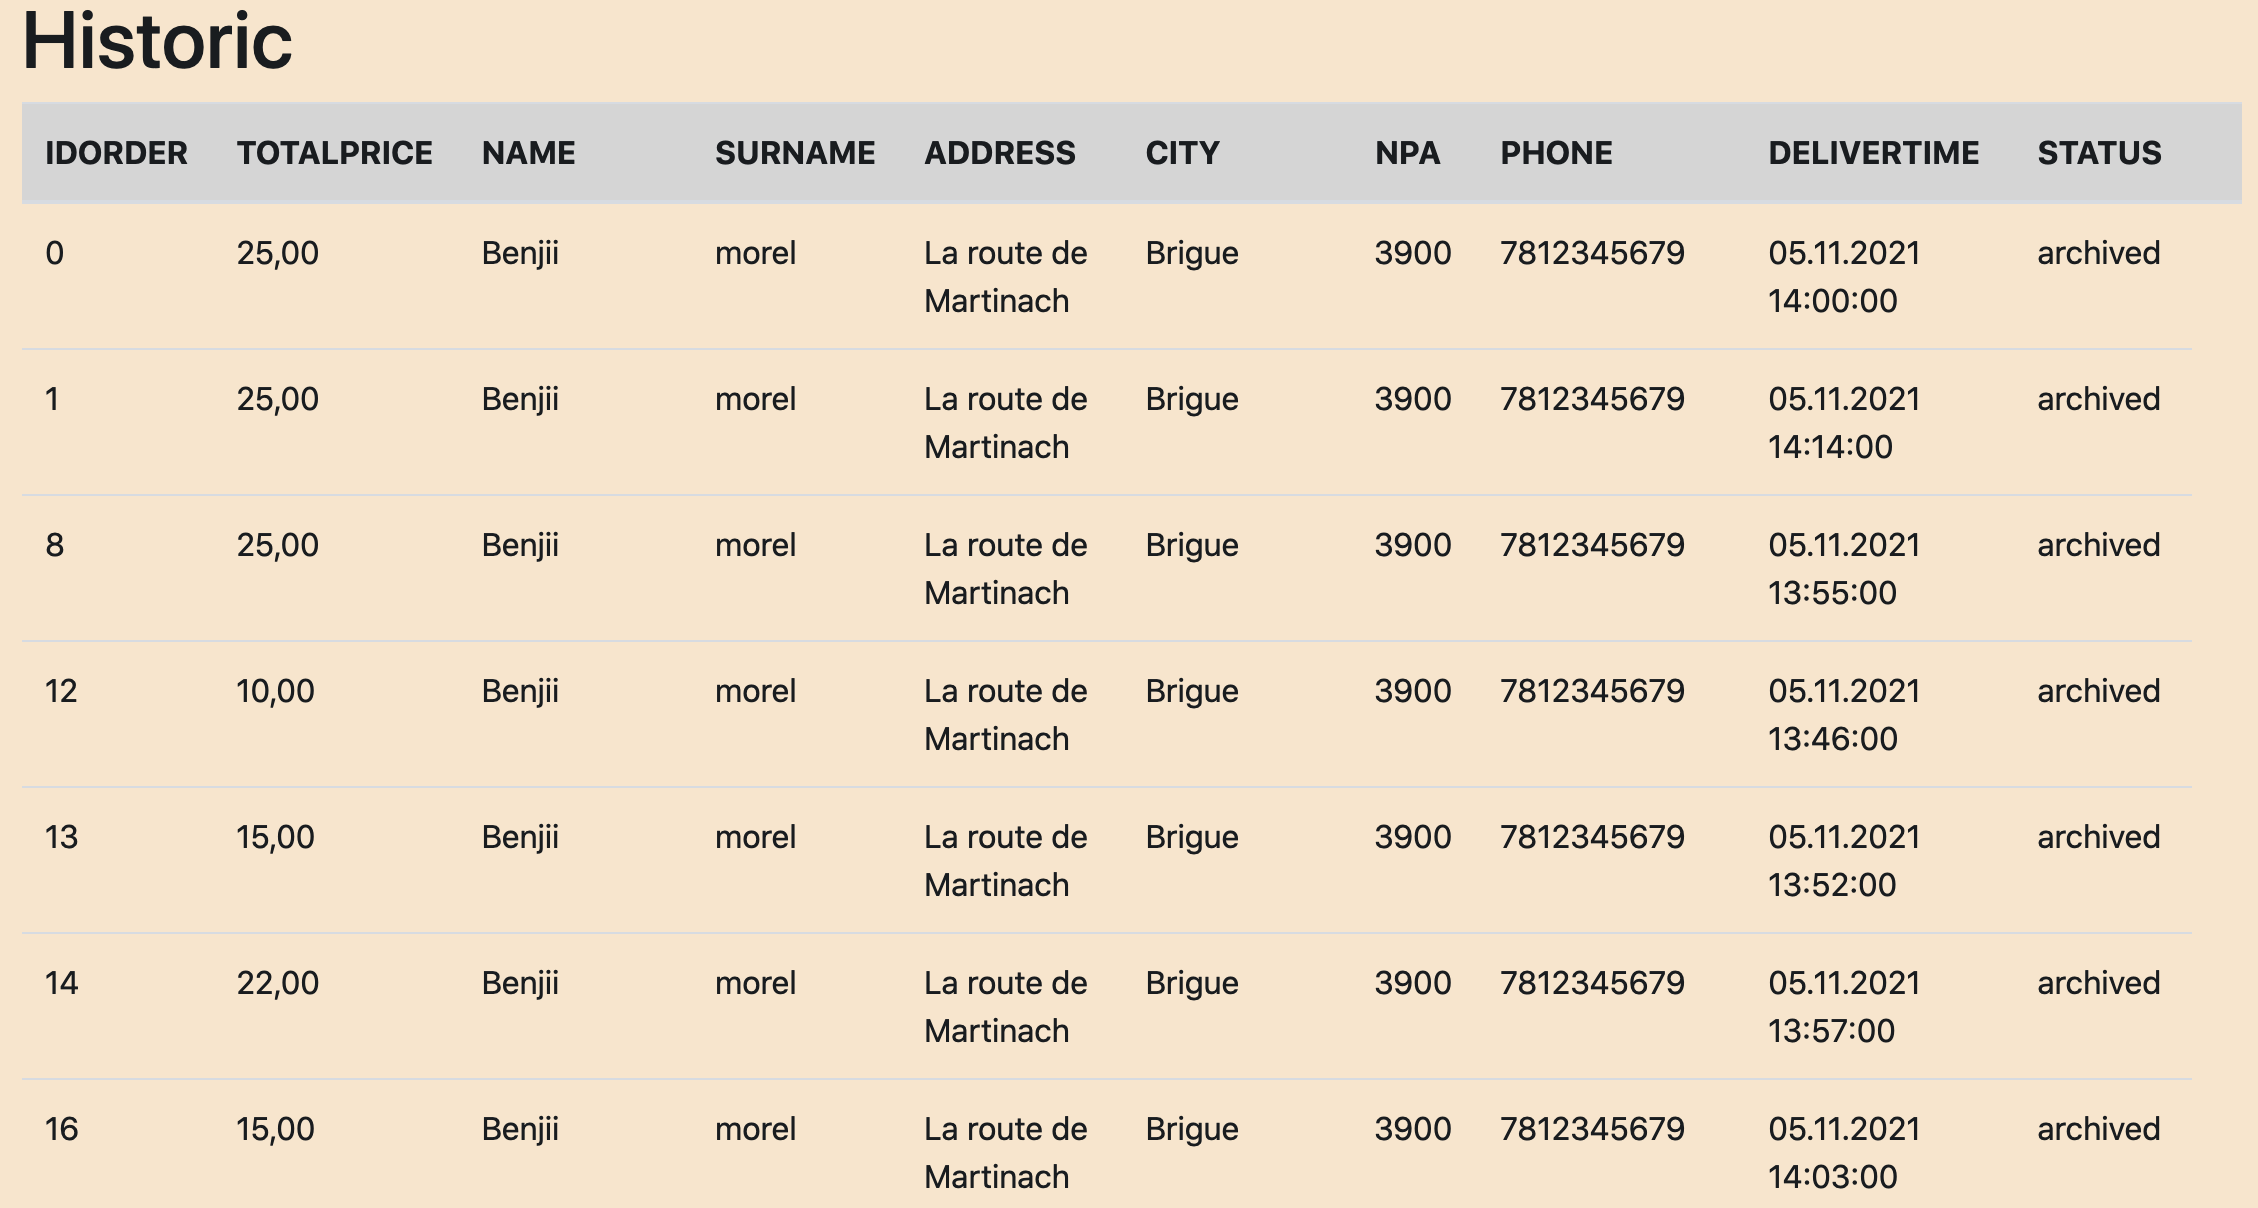 Historic
IDORDER TOTALPRICE NAME SURNAME ADDRESS CITY NPA PHONE DELIVERTIME STATUS
0 25,00 Benjii morel La route de Brigue 3900 7812345679 05.11.2021 archived
Martinach 14:00:00
1 25,00 Benjii morel La route de Brigue 3900 7812345679 05.11.2021 archived
Martinach 14:14:00
8 25,00 Benjii morel La route de Brigue 3900 7812345679 05.11.2021 archived
Martinach 13:55:00
12 10,00 Benjii morel La route de Brigue 3900 7812345679 05.11.2021 archived
Martinach 13:46:00
13 15,00 Benjii morel La route de Brigue 3900 7812345679 05.11.2021 archived
Martinach 13:52:00
14 22,00 Benjii morel La route de Brigue 3900 7812345679 05.11.2021 archived
Martinach 13:57:00
16 15,00 Benjii morel La route de Brigue 3900 7812345679 05.11.2021 archived
Martinach 14:03:00